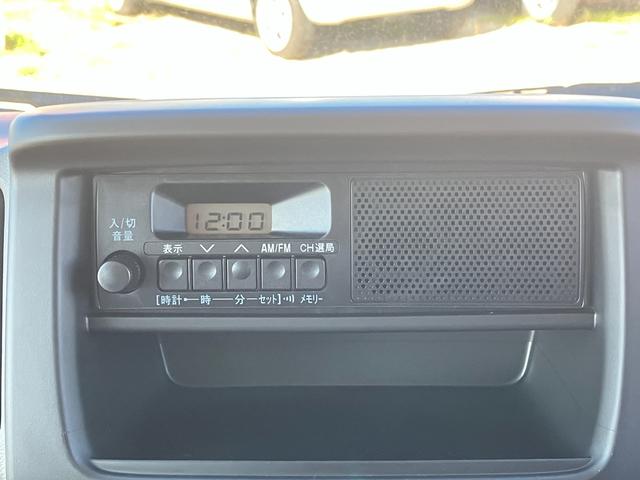 12:00
入/切
音量
表示 ∨ ∧ AM/FM CH選局
[時計 時 分 セット] メモリー